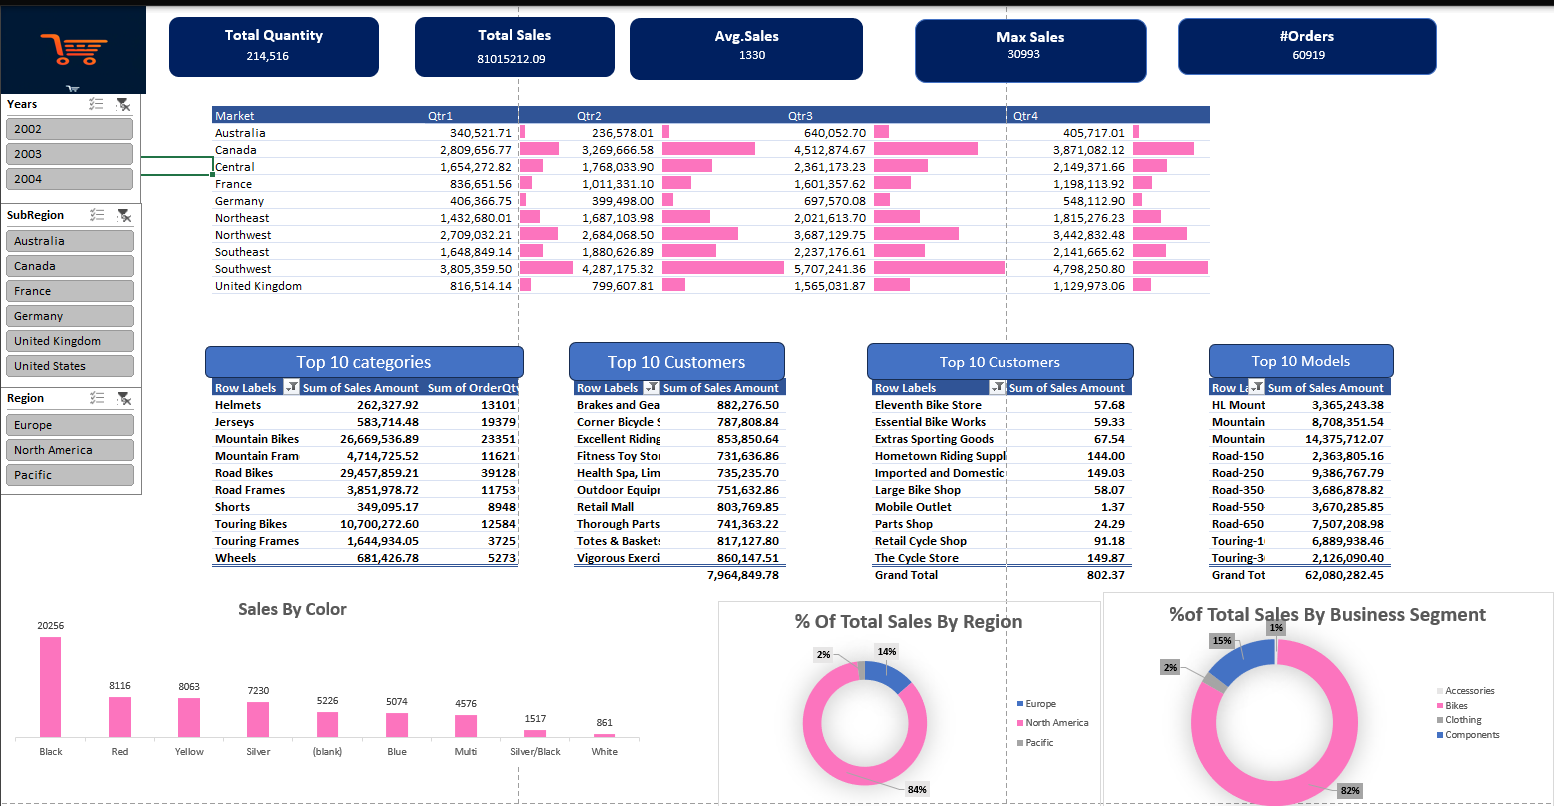 Total Quantity
214,516
Total Sales
81015212.09
Avg.Sales
1330
Max Sales
30993
#Orders
60919
Years
2002
2003
2004
SubRegion
Australia
Canada
France
Germany
United Kingdom
United States
Region
Europe
North America
Pacific
Market Qtr1 Qtr2 Qtr3 Qtr4
Australia 340,521.71 236,578.01 640,052.70 405,717.01
Canada 2,809,656.77 3,269,666.58 4,512,874.67 3,871,082.12
Central 1,654,272.82 1,768,033.90 2,361,173.23 2,149,371.66
France 836,651.56 1,011,331.10 1,601,357.62 1,198,113.92
Germany 406,366.75 399,498.00 697,570.08 548,112.90
Northeast 1,432,680.01 1,687,103.98 2,021,613.70 1,815,276.23
Northwest 2,709,032.21 2,684,068.50 3,687,129.75 3,442,832.48
Southeast 1,648,849.14 1,880,626.89 2,237,176.61 2,141,665.62
Southwest 3,805,359.50 4,287,175.32 5,707,241.36 4,798,250.80
United Kingdom 816,514.14 799,607.81 1,565,031.87 1,129,973.06
Top 10 categories
Row Labels Sum of Sales Amount Sum of OrderQty
Helmets 262,327.92 13101
Jerseys 583,714.48 19379
Mountain Bikes 26,669,536.89 23351
Mountain Fram 4,714,725.52 11621
Road Bikes 29,457,859.21 39128
Road Frames 3,851,978.72 11753
Shorts 349,095.17 8948
Touring Bikes 10,700,272.60 12584
Touring Frames 1,644,934.05 3725
Wheels 681,426.78 5273
Top 10 Customers
Row Labels Sum of Sales Amount
Brakes and Gea 882,276.50
Corner Bicycle S 787,808.84
Excellent Riding 853,850.64
Fitness Toy Stor 731,636.86
Health Spa, Lim 735,235.70
Outdoor Equipr 751,632.86
Retail Mall 803,769.85
Thorough Parts 741,363.22
Totes & Baskets 817,127.80
Vigorous Exerci 860,147.51
7,964,849.78
Top 10 Customers
Row Labels Sum of Sales Amount
Eleventh Bike Store 57.68
Essential Bike Works 59.33
Extras Sporting Goods 67.54
Hometown Riding Suppl 144.00
Imported and Domestic 149.03
Large Bike Shop 58.07
Mobile Outlet 1.37
Parts Shop 24.29
Retail Cycle Shop 91.18
The Cycle Store 149.87
Grand Total 802.37
Top 10 Models
Row La Sum of Sales Amount
HL Mount 3,365,243.38
Mountain 8,708,351.54
Mountain 14,375,712.07
Road-150 2,363,805.16
Road-250 9,386,767.79
Road-350- 3,686,878.82
Road-550- 3,670,285.85
Road-650 7,507,208.98
Touring-1 6,889,938.46
Touring-3 2,126,090.40
Grand Tot 62,080,282.45
Sales By Color
20256
8116
8063
7230
5226
5074
4576
1517
861
Black Red Yellow Silver (blank) Blue Multi Silver/Black White
% Of Total Sales By Region
2%
14%
84%
Europe
North America
Pacific
%of Total Sales By Business Segment
1%
15%
2%
82%
Accessories
Bikes
Clothing
Components